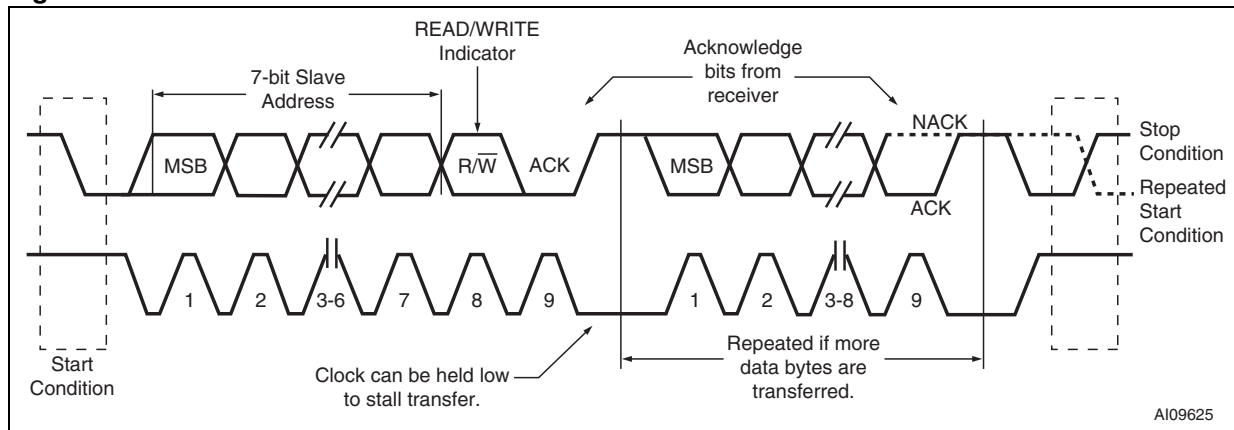 READ/WRITE
Indicator
Acknowledge
bits from
receiver
7-bit Slave
Address
NACK
Stop
Condition
MSB
R/W̅
ACK
MSB
ACK
Repeated
Start
Condition
1
2
3-6
7
8
9
1
2
3-8
9
Start
Condition
Clock can be held low
to stall transfer.
Repeated if more
data bytes are
transferred.
AI09625